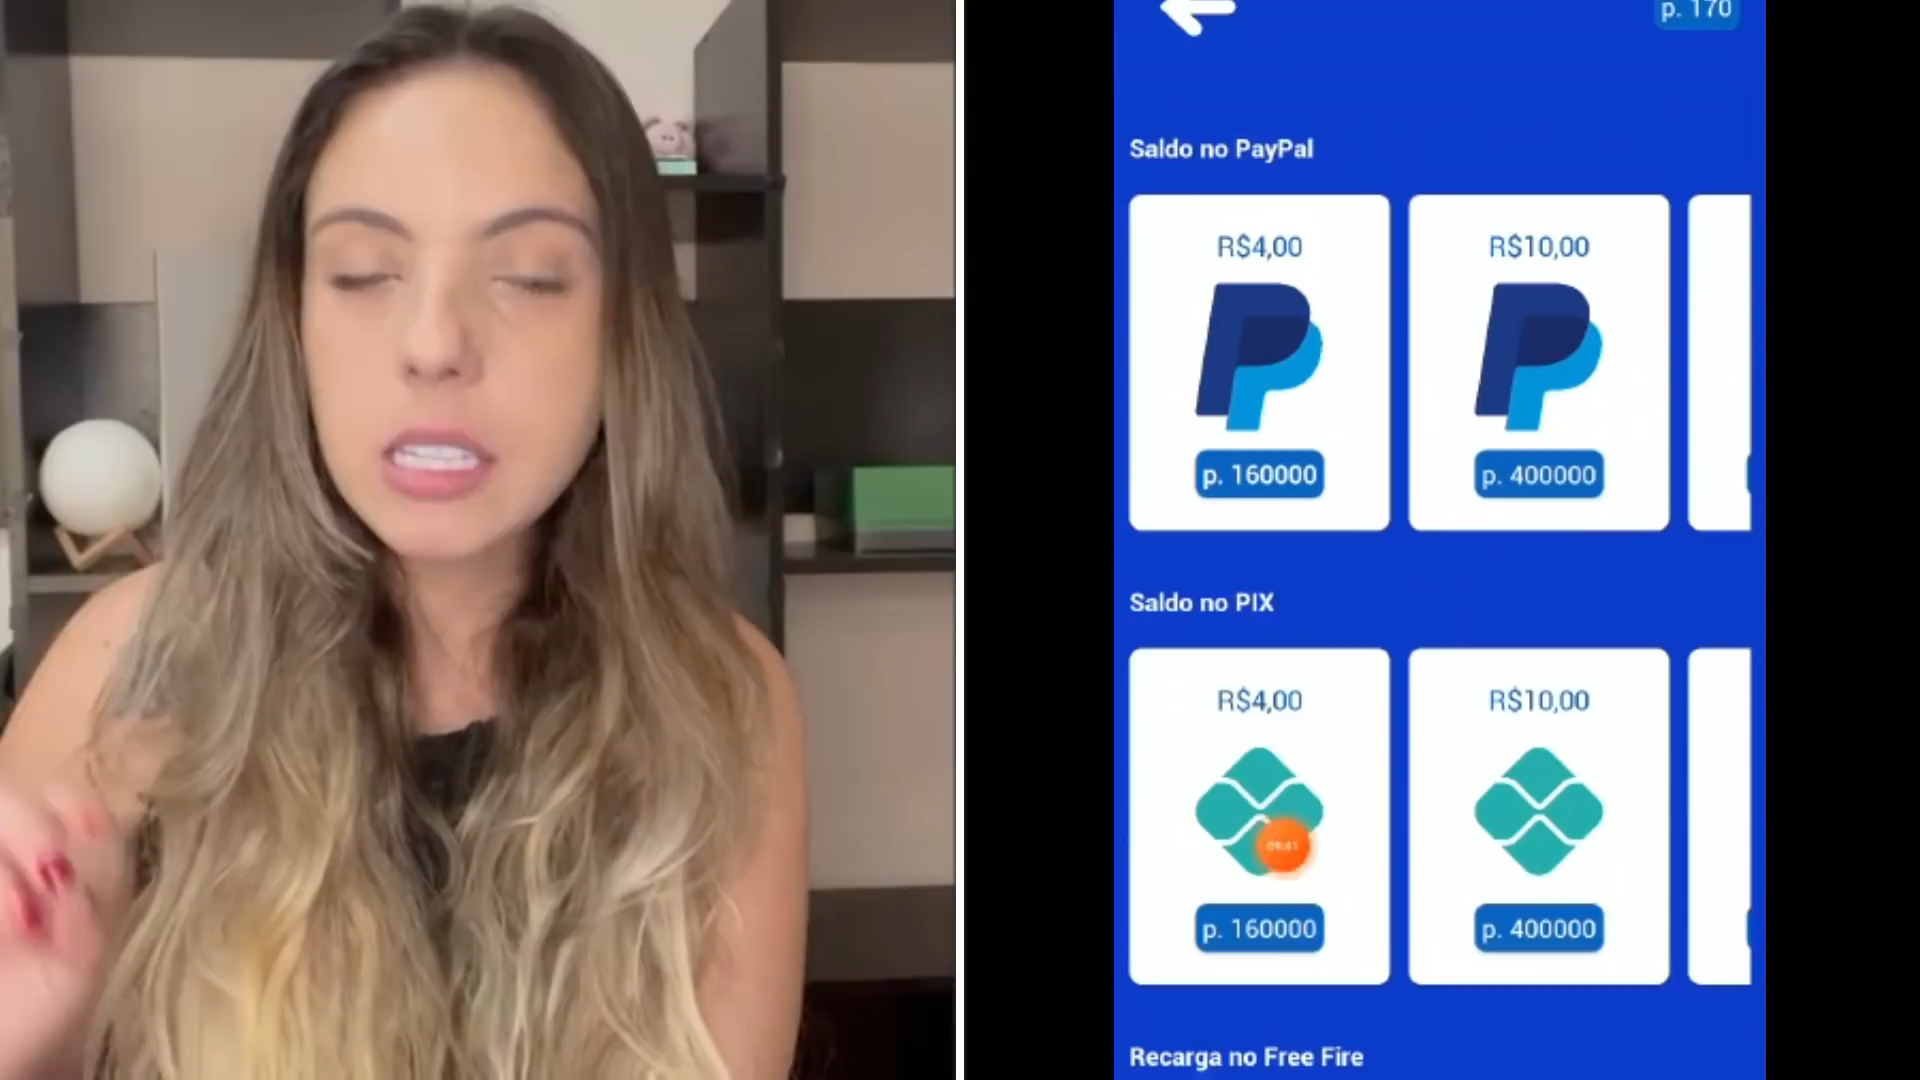 p. 170
Saldo no PayPal
R$4,00
R$10,00
p. 160000
p. 400000
Saldo no PIX
R$4,00
R$10,00
p. 160000
p. 400000
Recarga no Free Fire